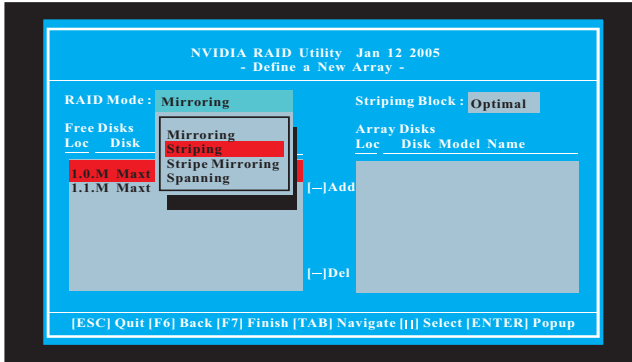 NVIDIA RAID Utility Jan 12 2005
- Define a New Array -
RAID Mode : Mirroring
Stripimg Block : Optimal
Free Disks
Loc Disk
Mirroring
Striping
Stripe Mirroring
Spanning
Array Disks
Loc Disk Model Name
1.0.M Maxt
1.1.M Maxt
[—]Add
[—]Del
[ESC] Quit [F6] Back [F7] Finish [TAB] Navigate [||] Select [ENTER] Popup